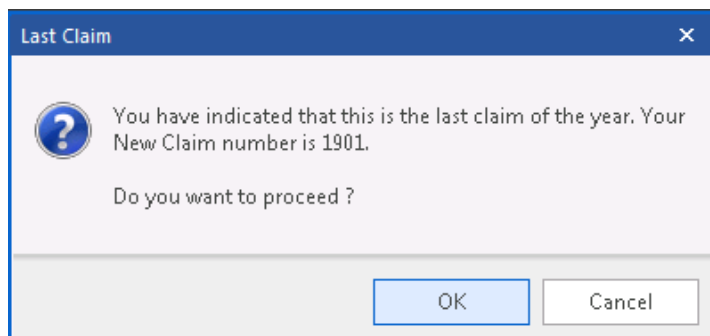 Last Claim
You have indicated that this is the last claim of the year. Your
New Claim number is 1901.
Do you want to proceed ?
OK
Cancel